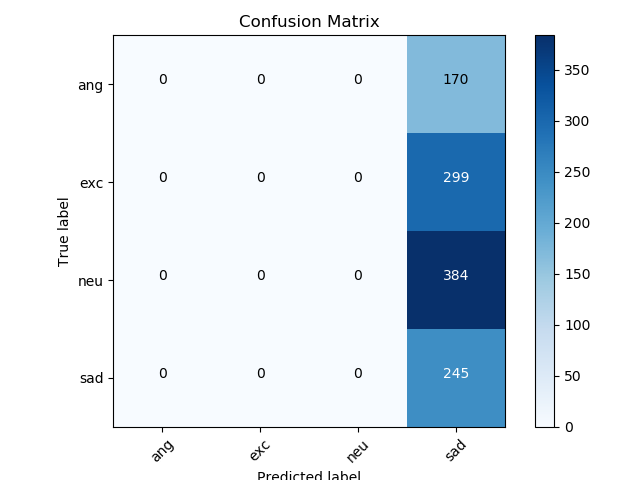 Confusion Matrix
ang 0 0 0 170
exc 0 0 0 299
neu 0 0 0 384
sad 0 0 0 245
ang exc neu sad
True label
Predicted label
350
300
250
200
150
100
50
0